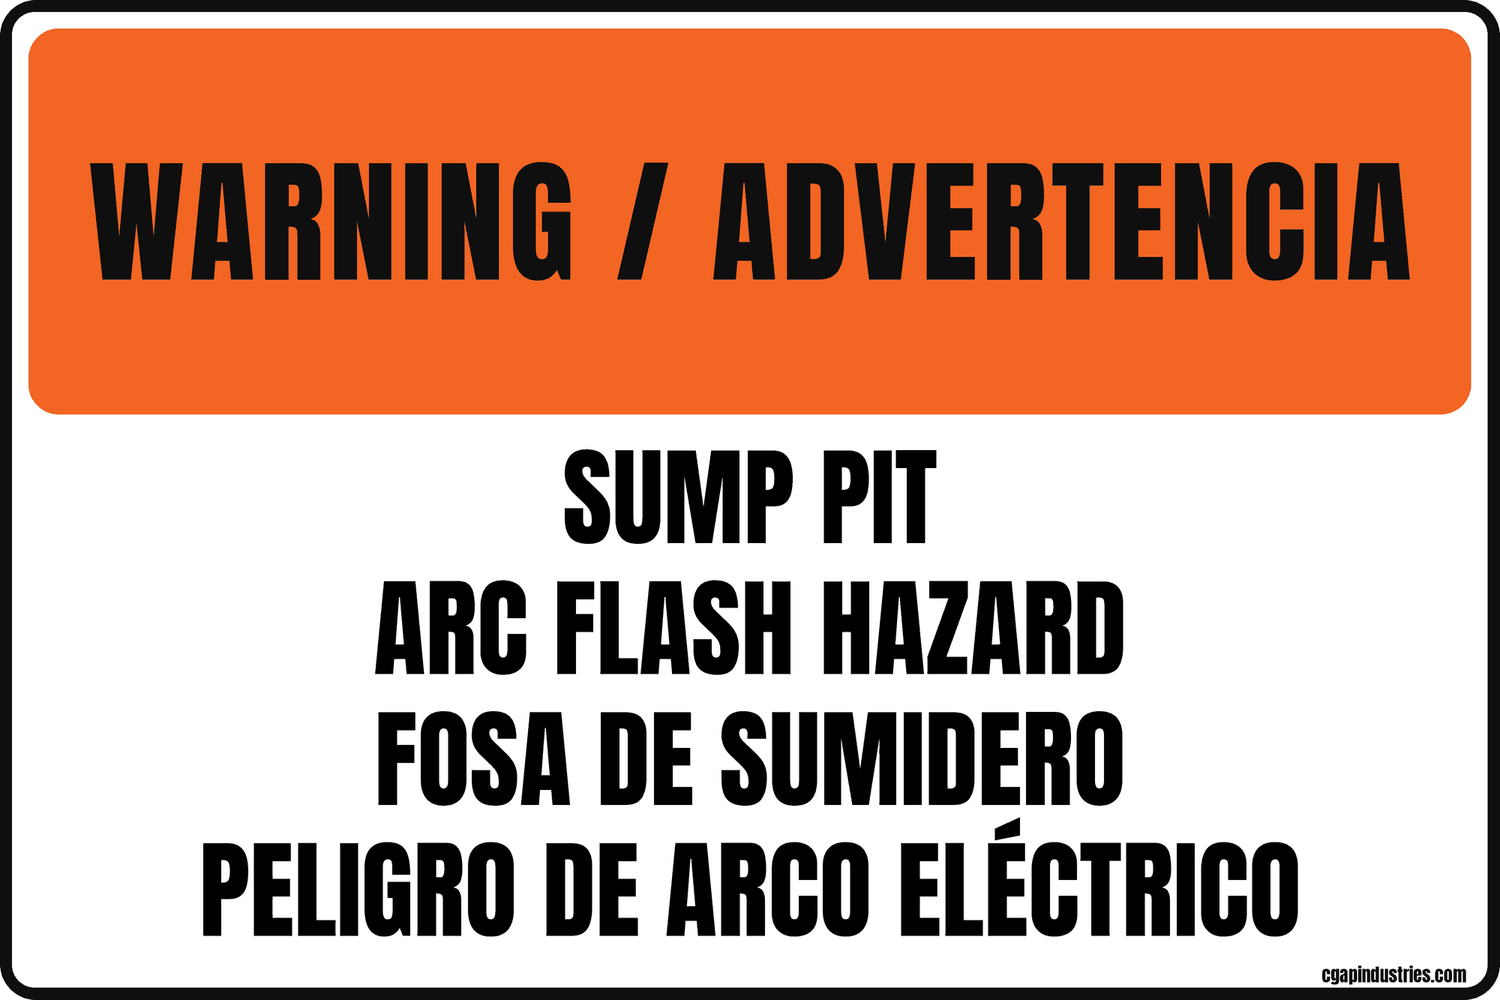 WARNING / ADVERTENCIA
SUMP PIT
ARC FLASH HAZARD
FOSA DE SUMIDERO
PELIGRO DE ARCO ELÉCTRICO
cgapindustries.com